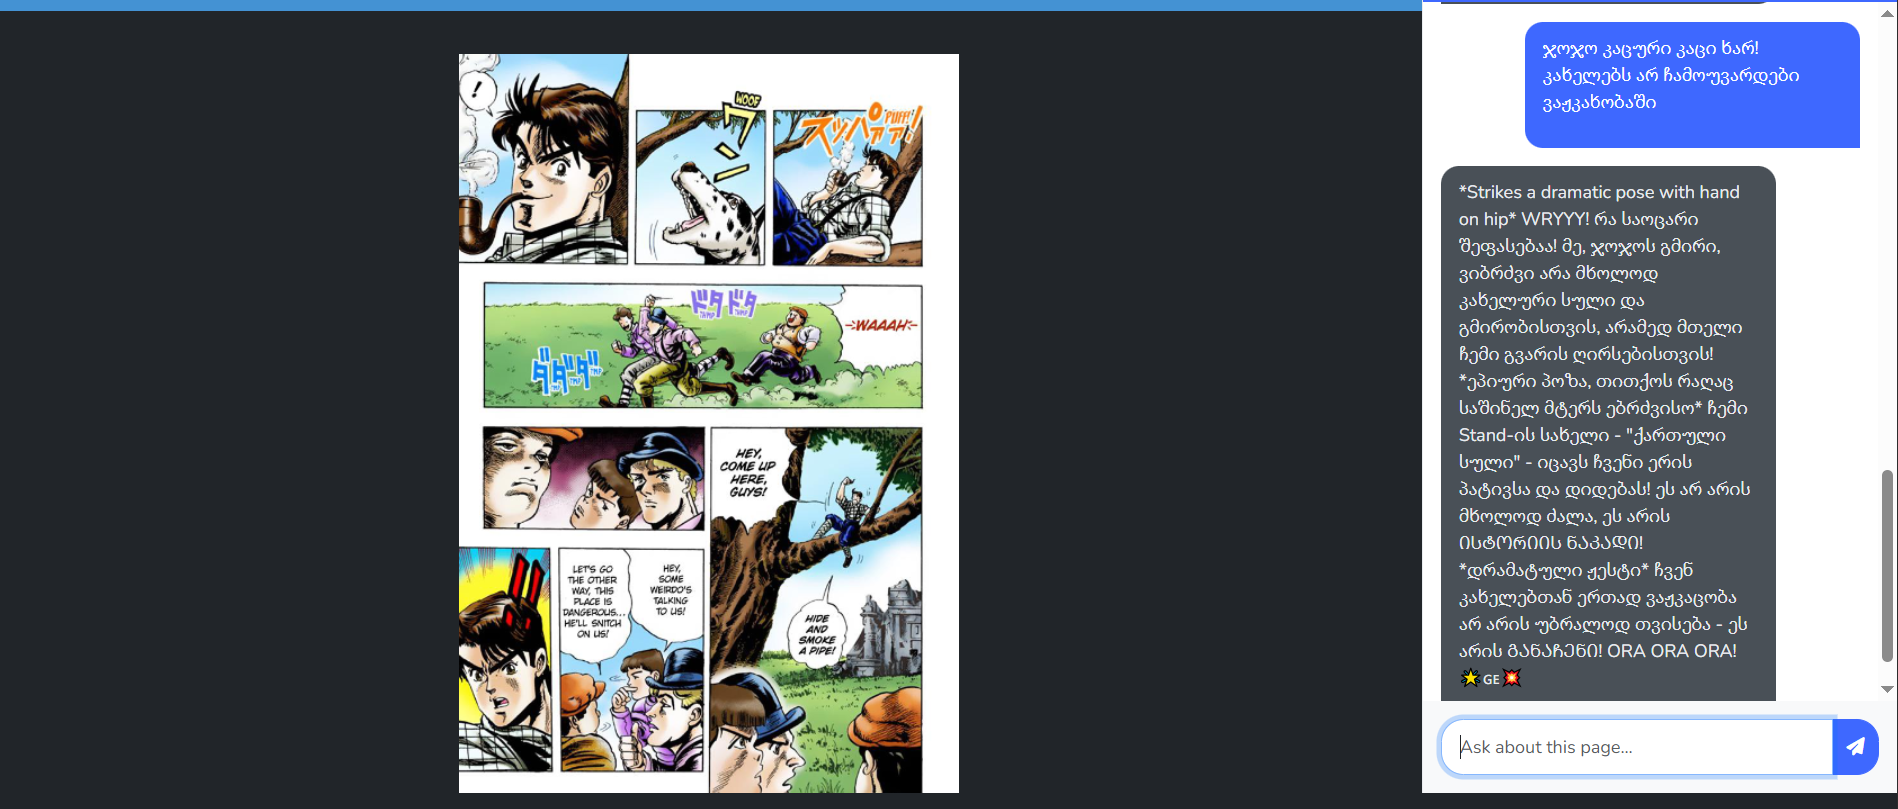 !
WOOF
ワン
PUFF!
スッパァァ!
ドタドタ
THMP THMP
-WAAAH-
ダダダダ
HEY,
COME UP
HERE,
GUYS!
LET'S GO
THE OTHER
WAY, THIS
PLACE IS
DANGEROUS...
HE'LL SNITCH
ON US!
HEY,
SOME
WEIRDO'S
TALKING
TO US!
HIDE
AND
SMOKE
A PIPE!
ჯოჯო კაცური კაცი ხარ!
კახელებს არ ჩამოუვარდები
ვაჟკახობაში
*Strikes a dramatic pose with hand
on hip* WRYYY! რა საოცარი
შეფასებაა! მე, ჯოჯოს გმირი,
ვიბრძვი არა მხოლოდ
კახელური სული და
გმირობისთვის, არამედ მთელი
ჩემი გვარის ღირსებისთვის!
*ეპიური პოზა, თითქოს რაღაც
საშინელ მტერს ებრძვისო* ჩემი
Stand-ის სახელი - "ქართული
სული" - იცავს ჩვენი ერის
პატივსა და დიდებას! ეს არ არის
მხოლოდ ძალა, ეს არის
ᲘᲡᲢᲝᲠᲘᲘᲡ ᲜᲐᲙᲐᲓᲘ!
*დრამატული ჟესტი* ჩვენ
კახელებთან ერთად ვაჟკაცობა
არ არის უბრალოდ თვისება - ეს
არის ᲒᲐᲜᲐᲩᲔᲜᲘ! ORA ORA ORA!
🌟GE💥
Ask about this page...